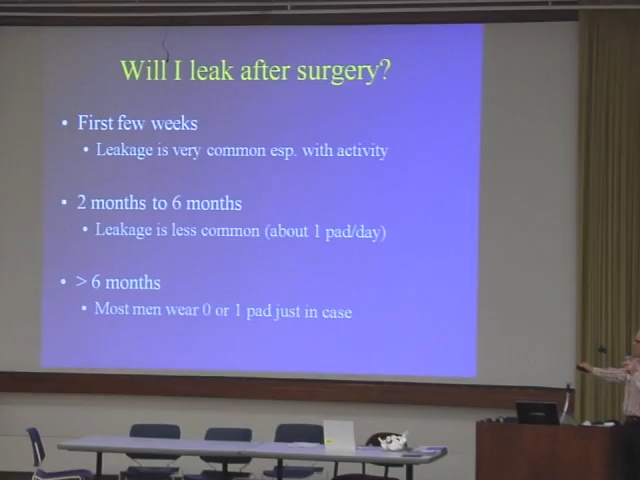 Will I leak after surgery?
• First few weeks
• Leakage is very common esp. with activity
• 2 months to 6 months
• Leakage is less common (about 1 pad/day)
• > 6 months
• Most men wear 0 or 1 pad just in case